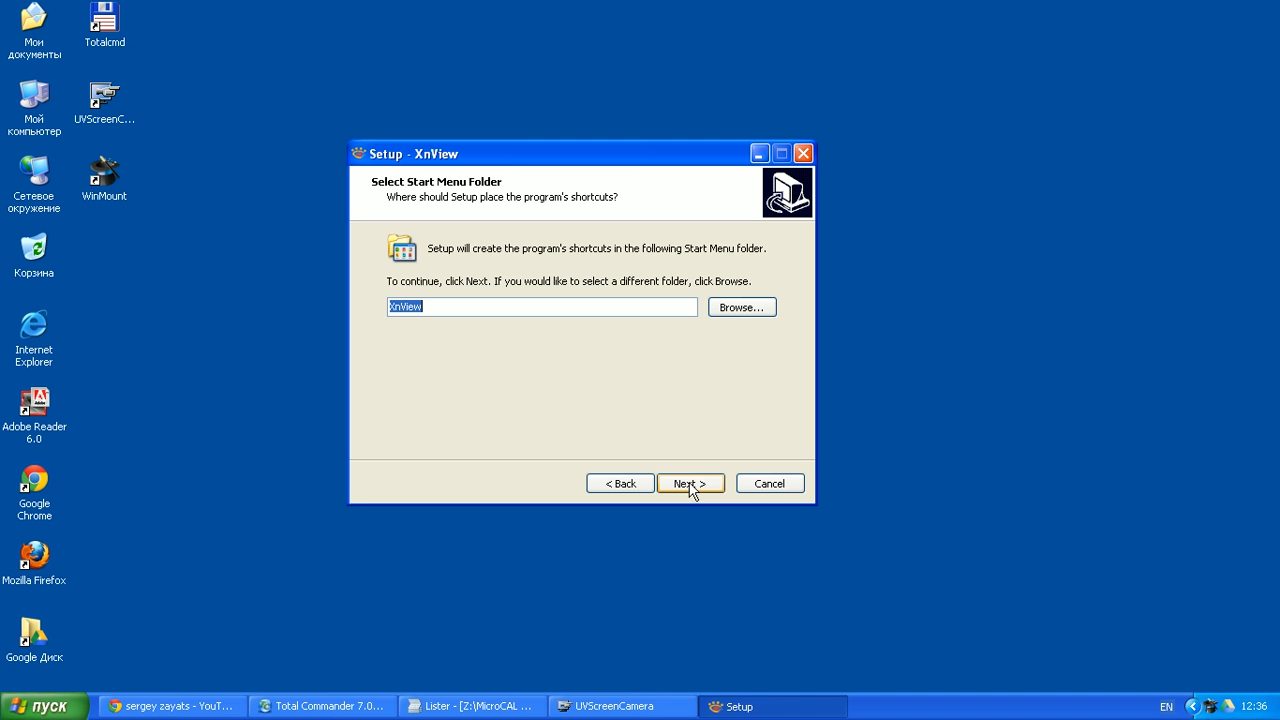 Мои
документы
Totalcmd
Мой
компьютер
UVScreenC...
Сетевое
окружение
WinMount
Корзина
Internet
Explorer
Adobe Reader
6.0
Google
Chrome
Mozilla Firefox
Google Диск
Setup - XnView
Select Start Menu Folder
Where should Setup place the program's shortcuts?
Setup will create the program's shortcuts in the following Start Menu folder.
To continue, click Next. If you would like to select a different folder, click Browse.
XnView
Browse...
< Back
Next >
Cancel
пуск
sergey zayats - YouT...
Total Commander 7.0...
Lister - [Z:\MicroCAL ...
UVScreenCamera
Setup
EN
12:36